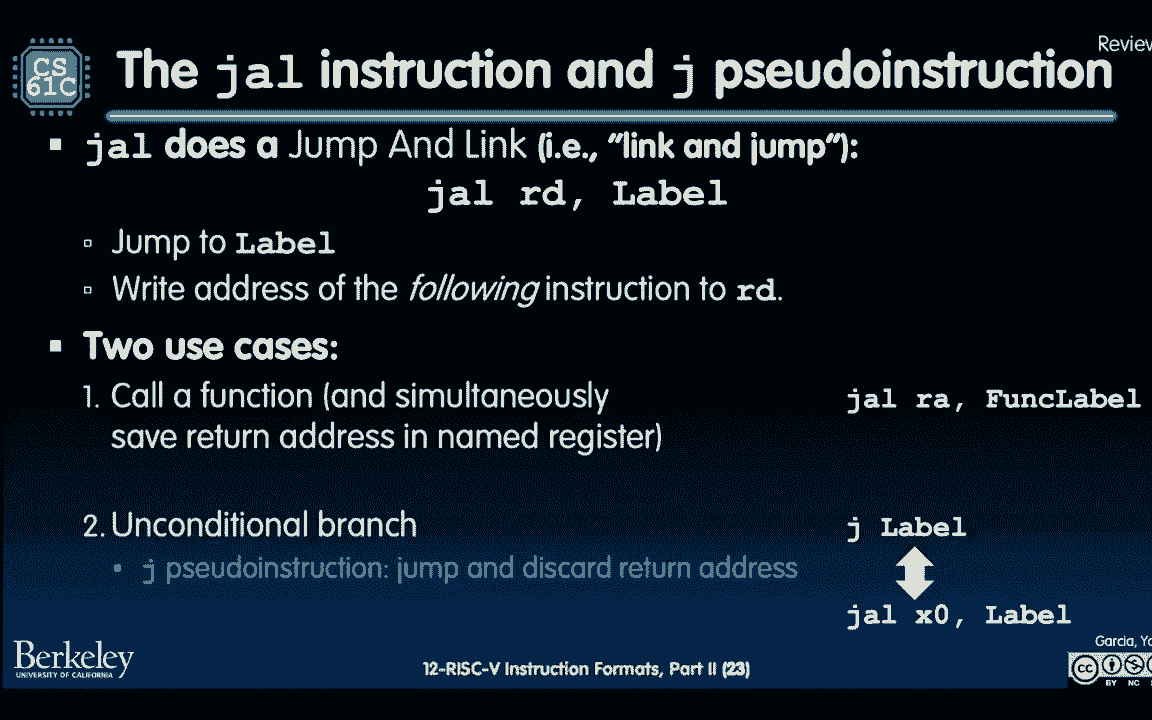 Review
CS
61C
The jal instruction and j pseudoinstruction
▪ jal does a Jump And Link (i.e., “link and jump”):
jal rd, Label
▫ Jump to Label
▫ Write address of the following instruction to rd.
▪ Two use cases:
1. Call a function (and simultaneously
save return address in named register)
jal ra, FuncLabel
2. Unconditional branch
j Label
▪ j pseudoinstruction: jump and discard return address
jal x0, Label
Berkeley
UNIVERSITY OF CALIFORNIA
12-RISC-V Instruction Formats, Part II (23)
Garcia,
cc
BY NC